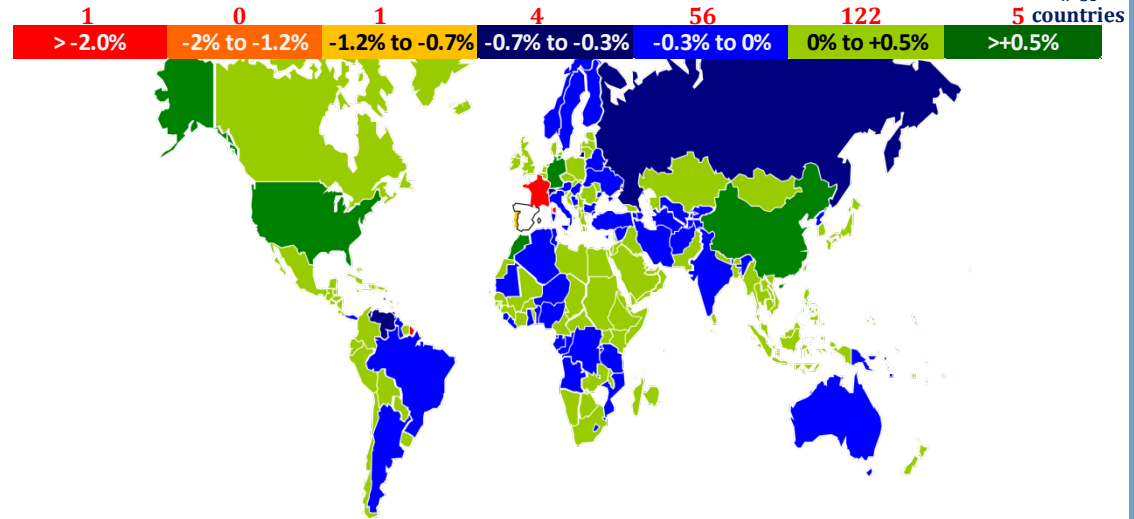 1 0 1 4 56 122 5 countries
> -2.0% -2% to -1.2% -1.2% to -0.7% -0.7% to -0.3% -0.3% to 0% 0% to +0.5% >+0.5%